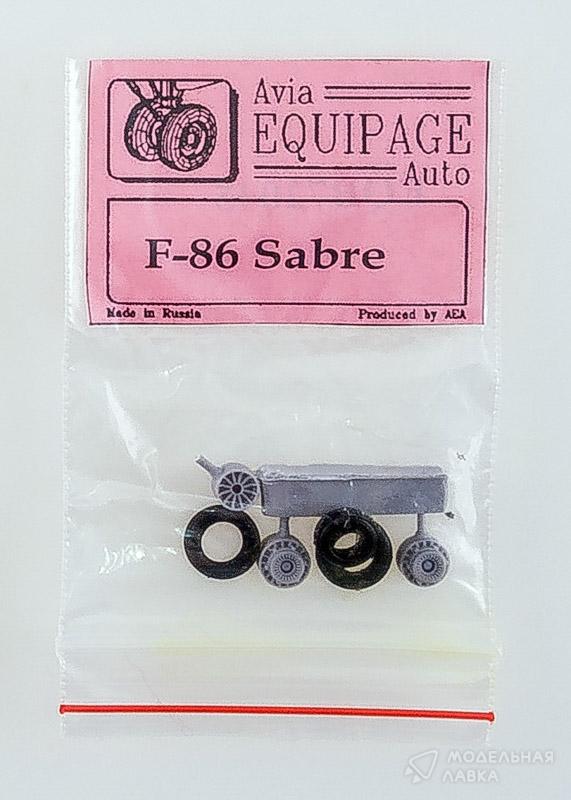 Avia
EQUIPAGE
Auto
F-86 Sabre
Made in Russia
Produced by AEA
МОДЕЛЬНАЯ
ЛАВКА